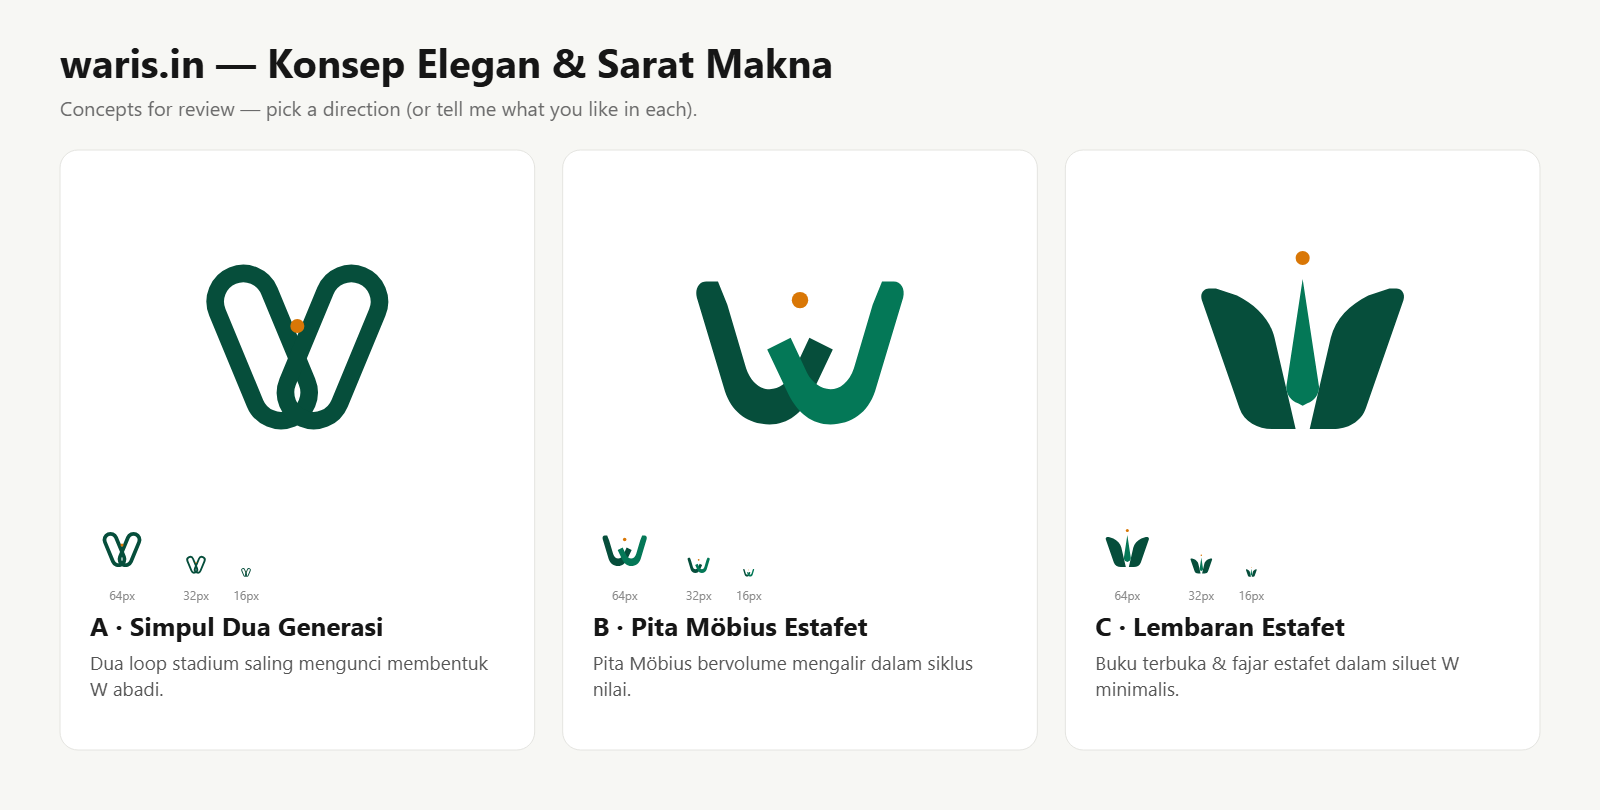 waris.in — Konsep Elegan & Sarat Makna
Concepts for review — pick a direction (or tell me what you like in each).
64px 32px 16px
A · Simpul Dua Generasi
Dua loop stadium saling mengunci membentuk
W abadi.
64px 32px 16px
B · Pita Möbius Estafet
Pita Möbius bervolume mengalir dalam siklus
nilai.
64px 32px 16px
C · Lembaran Estafet
Buku terbuka & fajar estafet dalam siluet W
minimalis.